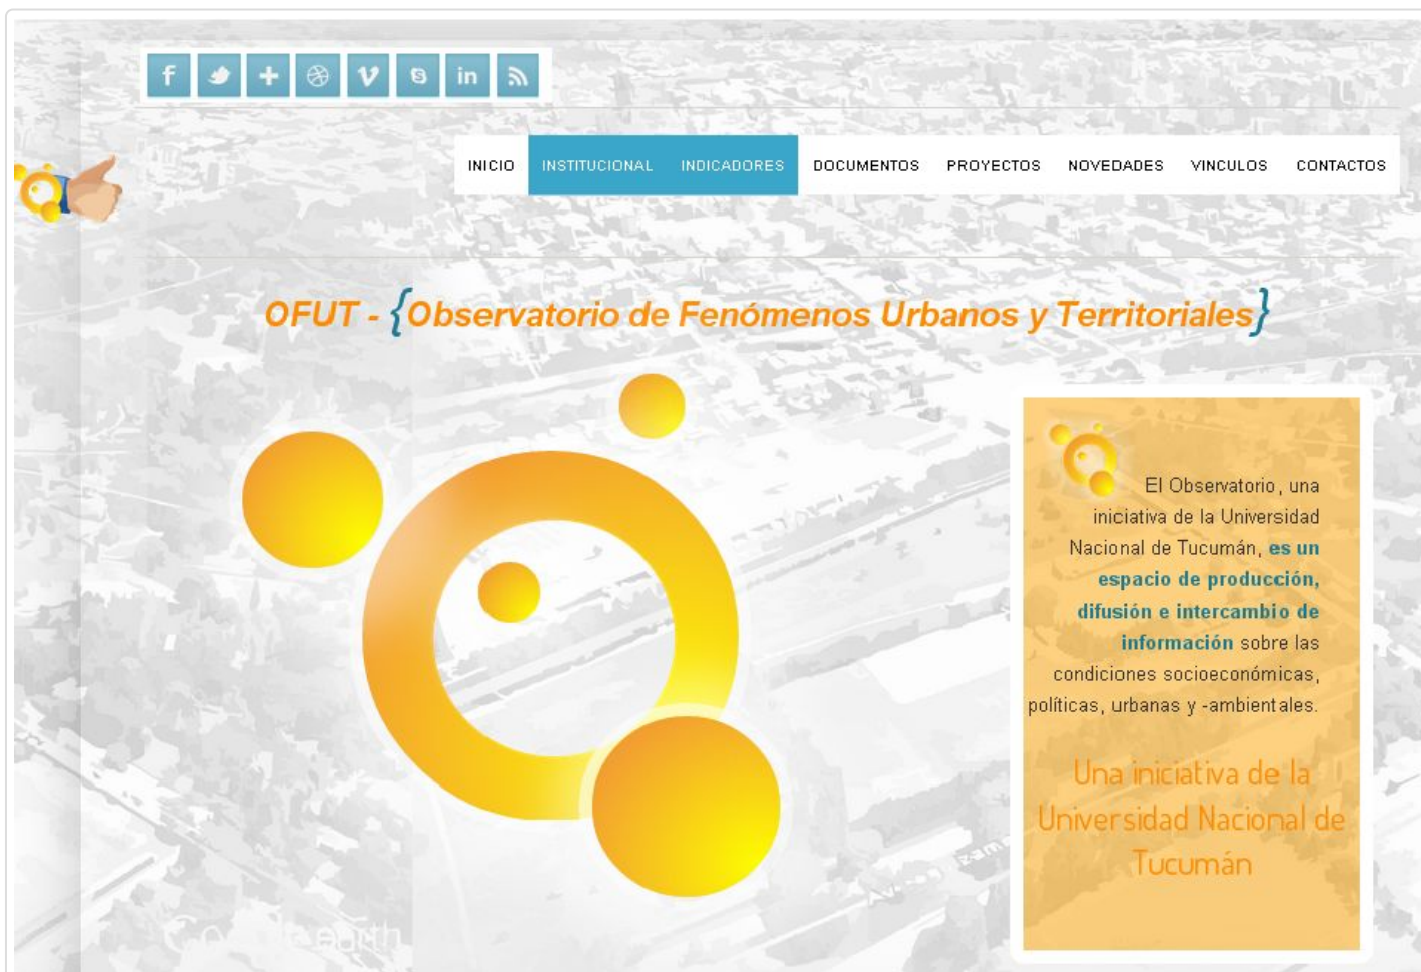 INICIO INSTITUCIONAL INDICADORES DOCUMENTOS PROYECTOS NOVEDADES VINCULOS CONTACTOS
OFUT - {Observatorio de Fenómenos Urbanos y Territoriales}
El Observatorio, una
iniciativa de la Universidad
Nacional de Tucumán, es un
espacio de producción,
difusión e intercambio de
información sobre las
condiciones socioeconómicas,
políticas, urbanas y -ambientales.
Una iniciativa de la
Universidad Nacional de
Tucumán